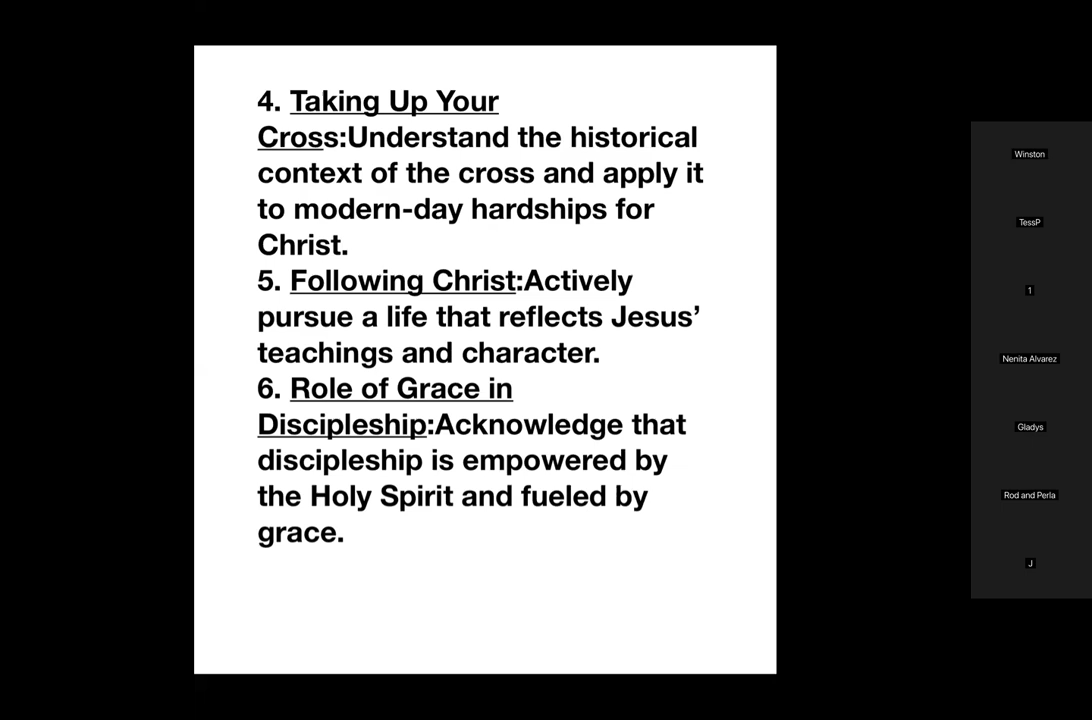 4. Taking Up Your
Cross:Understand the historical
context of the cross and apply it
to modern-day hardships for
Christ.
5. Following Christ:Actively
pursue a life that reflects Jesus’
teachings and character.
6. Role of Grace in
Discipleship:Acknowledge that
discipleship is empowered by
the Holy Spirit and fueled by
grace.
Winston
TessP
1
Nenita Alvarez
Gladys
Rod and Perla
J